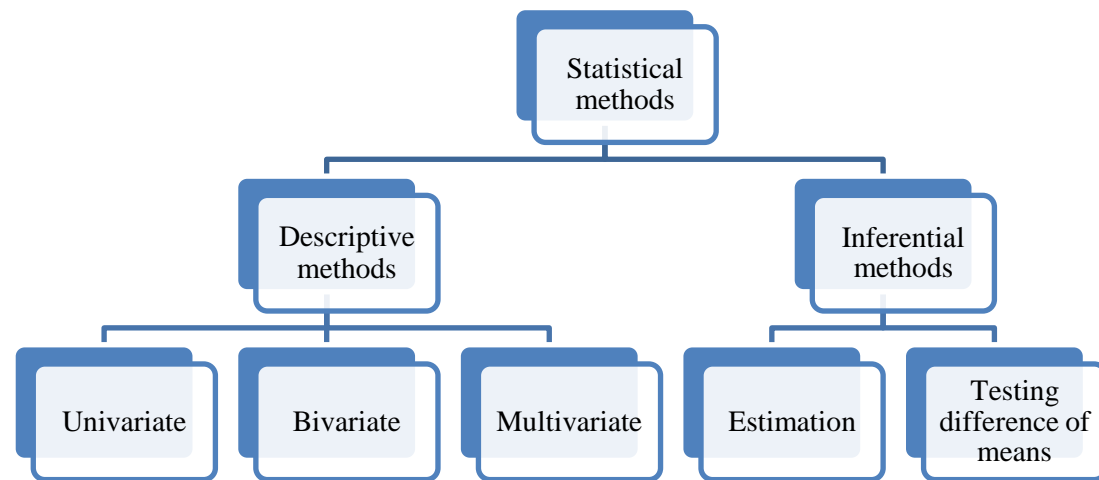 Statistical
methods
Descriptive
methods
Inferential
methods
Univariate
Bivariate
Multivariate
Estimation
Testing
difference of
means